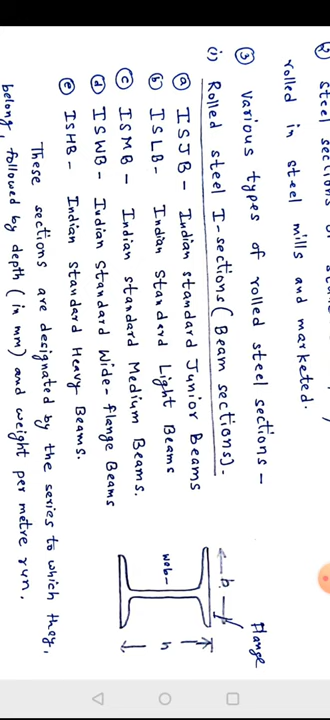 ② steel sections
rolled in steel mills and marketed.
③ Various types of rolled steel sections –
(i) Rolled steel I-sections (Beam sections).
ⓐ ISJB – Indian standard Junior Beams
ⓑ ISLB – Indian Standard Light Beams
ⓒ ISMB – Indian standard Medium Beams.
ⓓ ISWB – Indian Standard Wide-flange Beams
ⓔ ISHB – Indian standard Heavy Beams.
Flange
b
web
h
These sections are designated by the series to which they,
belong, followed by depth (in mm) and weight per metre run.